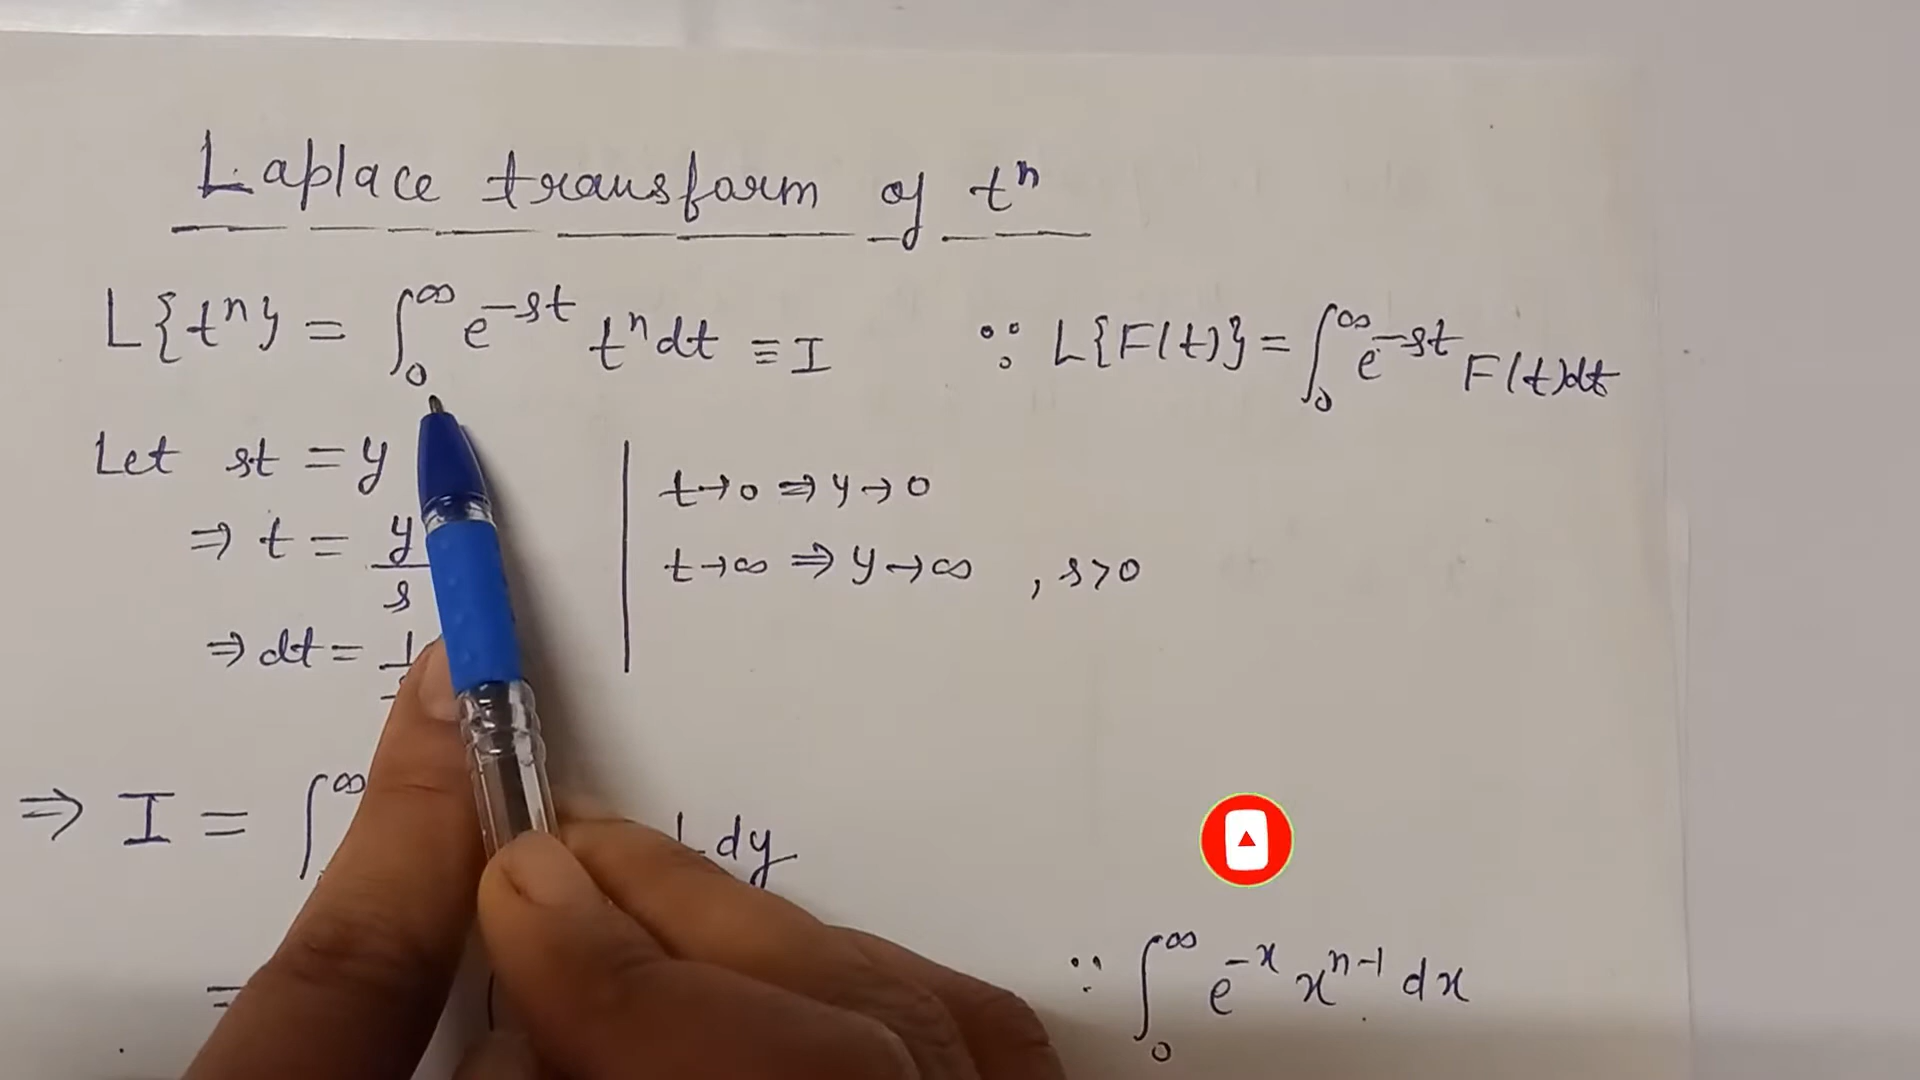 Laplace transform of tⁿ
L{tⁿ} = ∫₀^∞ e^-st tⁿ dt ≡ I ∵ L{F(t)} = ∫₀^∞ e^-st F(t)dt
Let st = y
t→0 ⇒ y→0
⇒ t = y/s
t→∞ ⇒ y→∞ , s>0
⇒ dt = 1
⇒ I = ∫ ∞ dy
=
∵ ∫₀^∞ e^-x x^n-1 dx